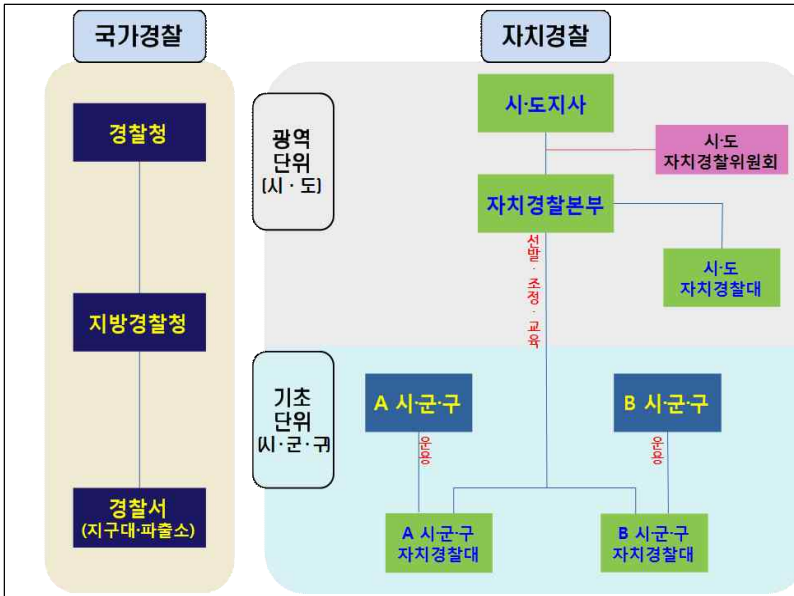 국가경찰
자치경찰
경찰청
지방경찰청
경찰서
(지구대·파출소)
광역
단위
(시·도)
시·도지사
시·도
자치경찰위원회
자치경찰본부
선발·조정·교육
시·도
자치경찰대
기초
단위
(시·군·구)
A 시·군·구
B 시·군·구
운용
운용
A 시·군·구
자치경찰대
B 시·군·구
자치경찰대